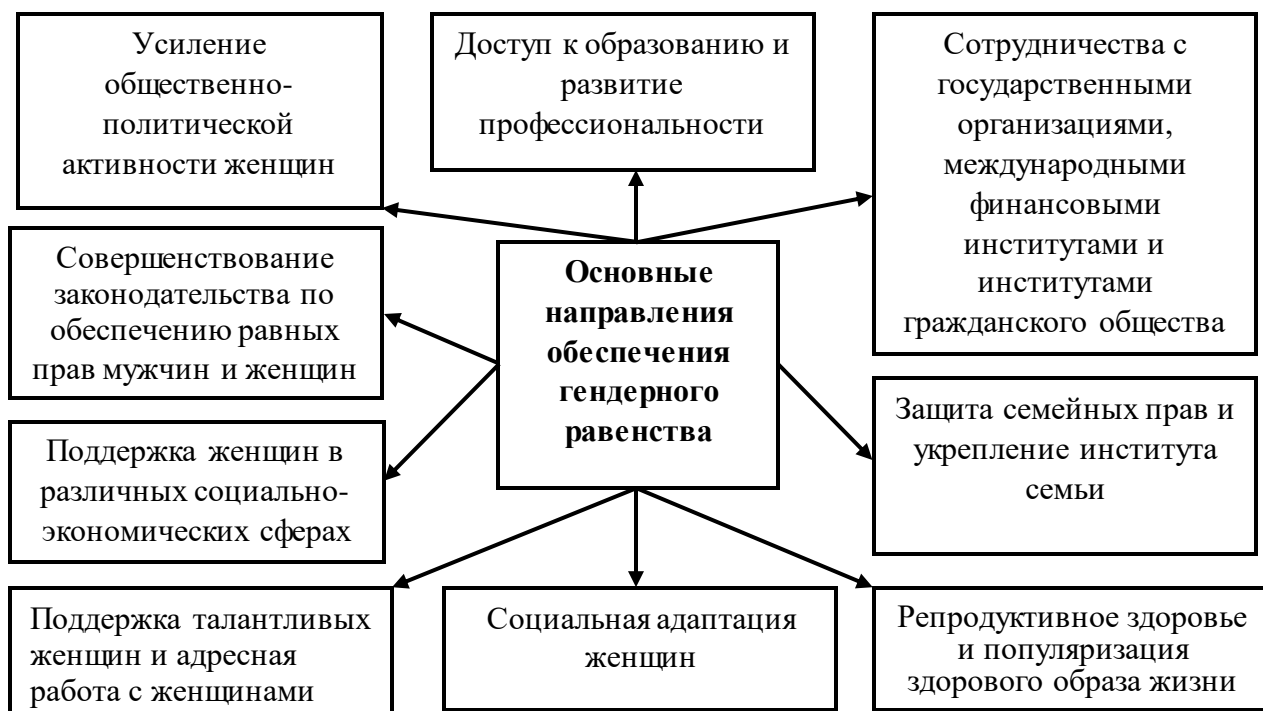 Усиление
общественно-
политической
активности женщин
Доступ к образованию и
развитие
профессиональности
Сотрудничества с
государственными
организациями,
международными
финансовыми
институтами и
институтами
гражданского общества
Совершенствование
законодательства по
обеспечению равных
прав мужчин и женщин
Основные
направления
обеспечения
гендерного
равенства
Поддержка женщин в
различных социально-
экономических сферах
Защита семейных прав и
укрепление института
семьи
Поддержка талантливых
женщин и адресная
работа с женщинами
Социальная адаптация
женщин
Репродуктивное здоровье
и популяризация
здорового образа жизни